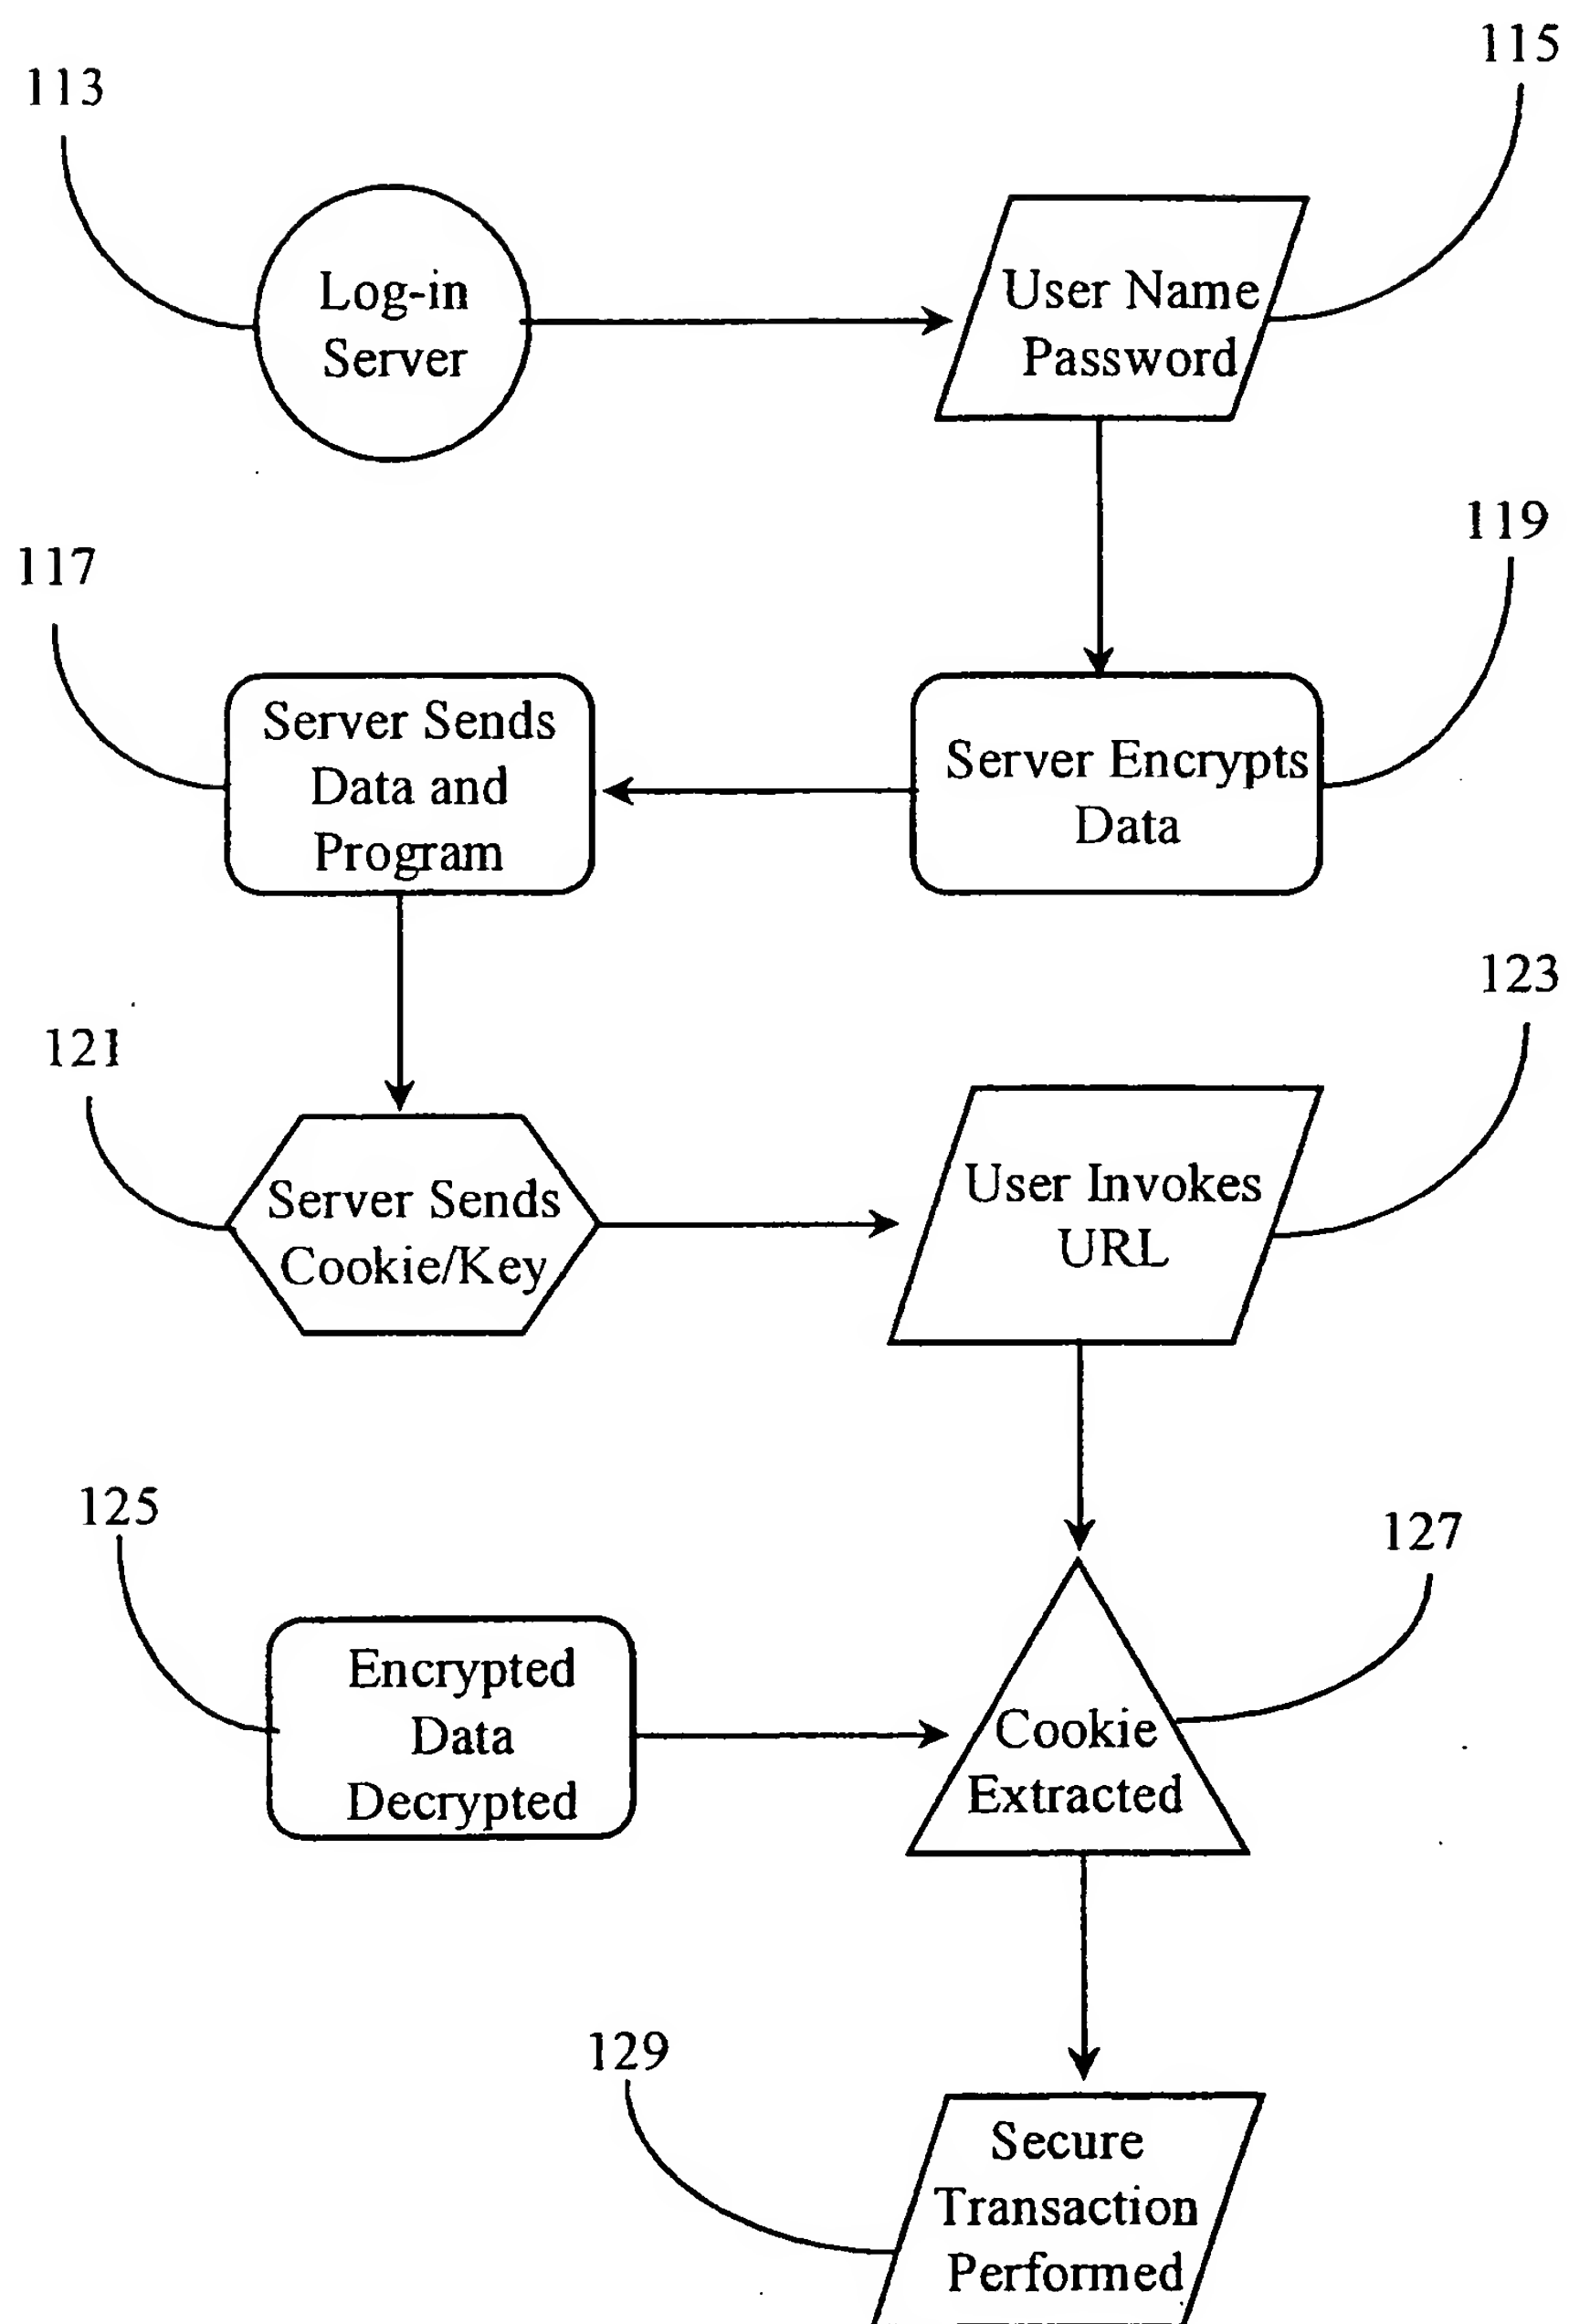 113
115
Log-in
Server
User Name
Password
117
119
Server Sends
Data and
Program
Server Encrypts
Data
121
123
Server Sends
Cookie/Key
User Invokes
URL
125
127
Encrypted
Data
Decrypted
Cookie
Extracted
129
Secure
Transaction
Performed